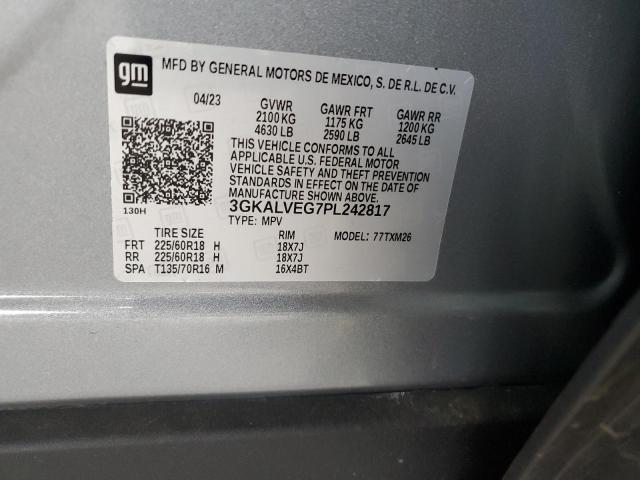 gm
MFD BY GENERAL MOTORS DE MEXICO, S. DE R.L. DE C.V.
04/23 GVWR GAWR FRT GAWR RR
2100 KG 1175 KG 1200 KG
4630 LB 2590 LB 2645 LB
THIS VEHICLE CONFORMS TO ALL
APPLICABLE U.S. FEDERAL MOTOR
VEHICLE SAFETY AND THEFT PREVENTION
STANDARDS IN EFFECT ON THE DATE OF
MANUFACTURE SHOWN ABOVE.
3GKALVEG7PL242817
130H
TYPE: MPV
TIRE SIZE RIM MODEL: 77TXM26
FRT 225/60R18 H 18X7J
RR 225/60R18 H 18X7J
SPA T135/70R16 M 16X4BT